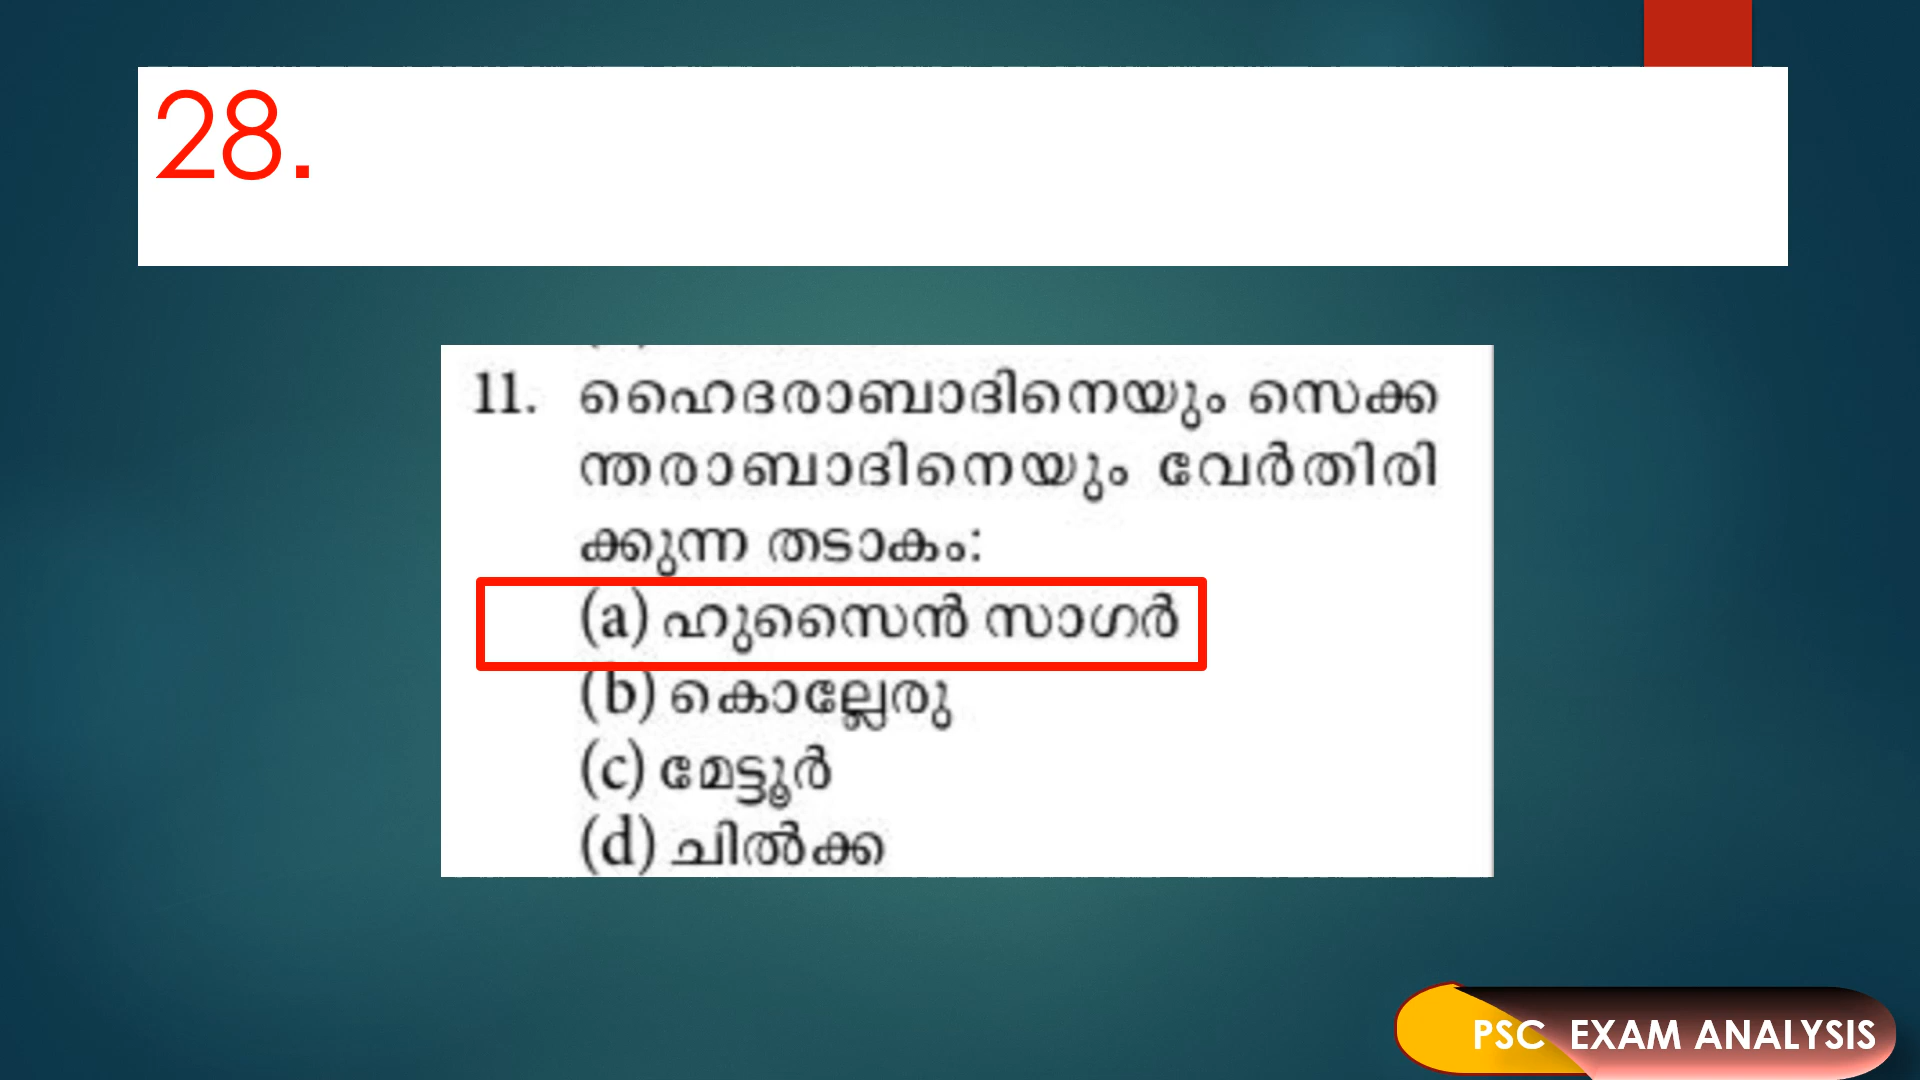 28.
11. ഹൈദരാബാദിനെയും സെക്ക
ന്തരാബാദിനെയും വേർതിരി
ക്കുന്ന തടാകം:
(a) ഹുസൈൻ സാഗർ
(b) കൊല്ലേരു
(c) മേട്ടൂർ
(d) ചിൽക്ക
PSC EXAM ANALYSIS